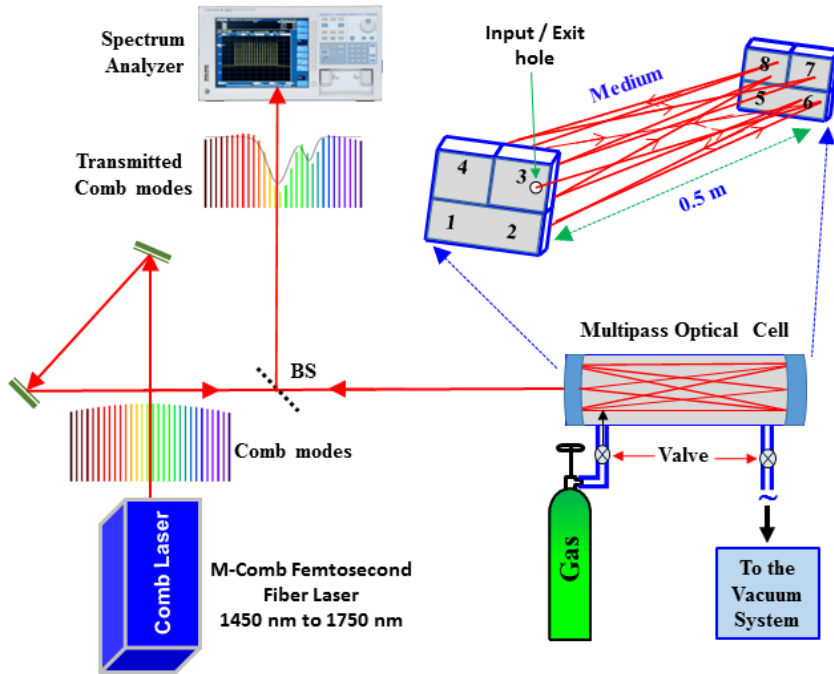 Spectrum
Analyzer
Input / Exit
hole
Medium
8
7
5
6
4
3
1
2
0.5 m
Transmitted
Comb modes
Multipass Optical Cell
BS
Comb modes
Valve
Comb Laser
M-Comb Femtosecond
Fiber Laser
1450 nm to 1750 nm
Gas
To the
Vacuum
System